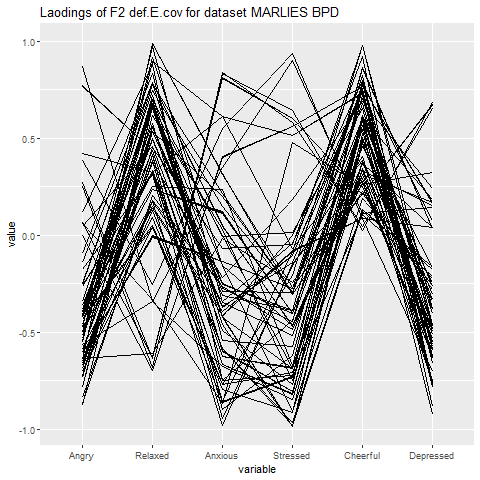 Laodings of F2 def.E.cov for dataset MARLIES BPD
1.0
0.5
0.0
-0.5
-1.0
value
Angry Relaxed Anxious Stressed Cheerful Depressed
variable